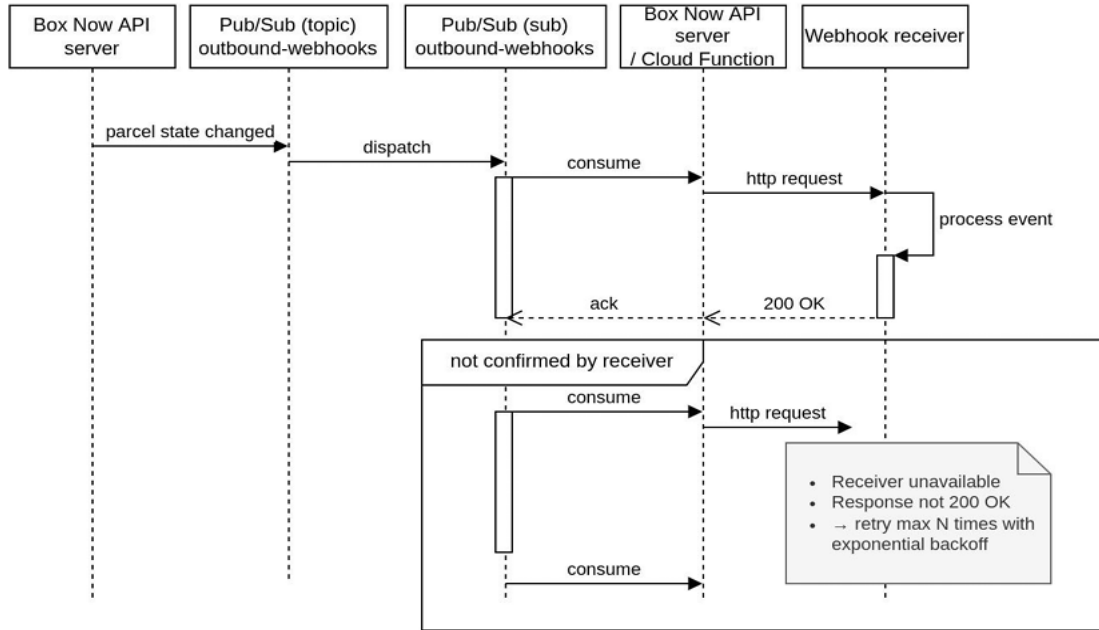 Box Now API
server
Pub/Sub (topic)
outbound-webhooks
Pub/Sub (sub)
outbound-webhooks
Box Now API
server
/ Cloud Function
Webhook receiver
parcel state changed
dispatch
consume
http request
process event
ack
200 OK
not confirmed by receiver
consume
http request
• Receiver unavailable
• Response not 200 OK
• → retry max N times with
exponential backoff
consume